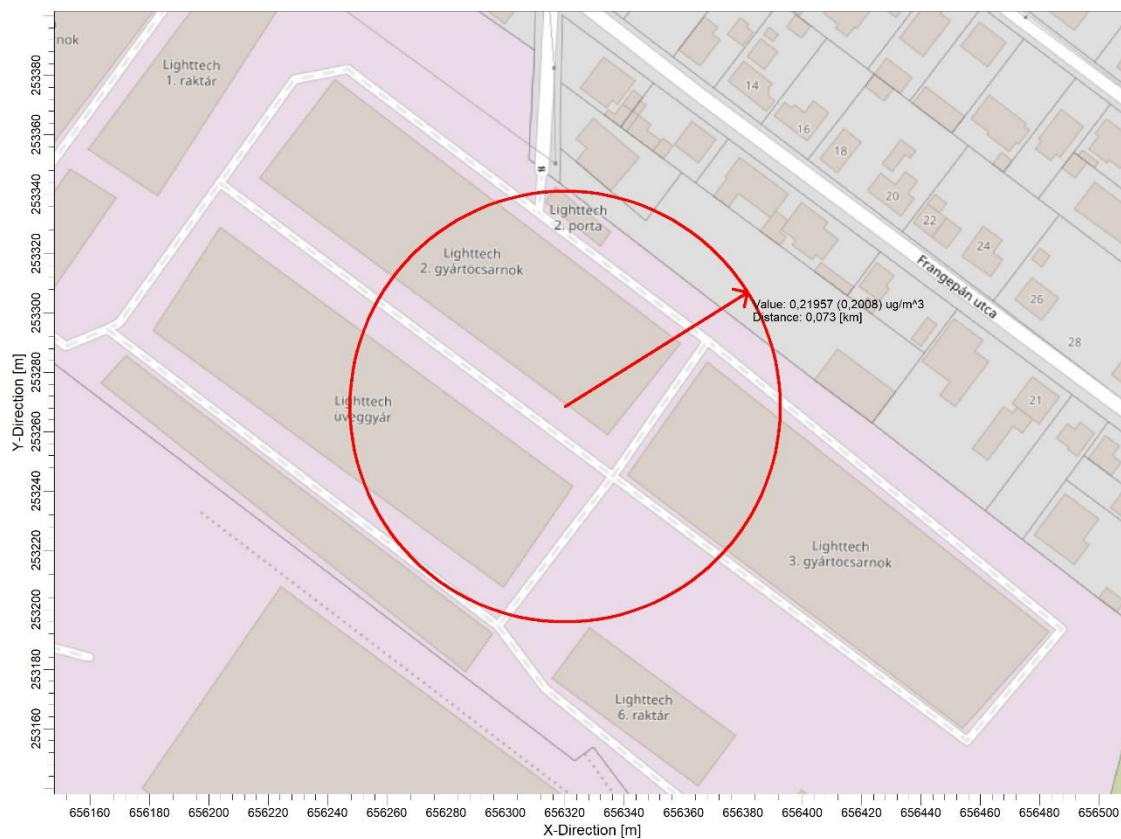 nok
Lighttech
1. raktár
14
16
18
20
22
24
26
28
21
Frangepán utca
Lighttech
2. porta
Lighttech
2. gyártócsarnok
Value: 0,21957 (0,2008) ug/m^3
Distance: 0,073 [km]
Lighttech
üveggyár
Lighttech
3. gyártócsarnok
Lighttech
6. raktár
Y-Direction [m]
253380
253360
253340
253320
253300
253280
253260
253240
253220
253200
253180
253160
656160
656180
656200
656220
656240
656260
656280
656300
656320
656340
656360
656380
656400
656420
656440
656460
656480
656500
X-Direction [m]